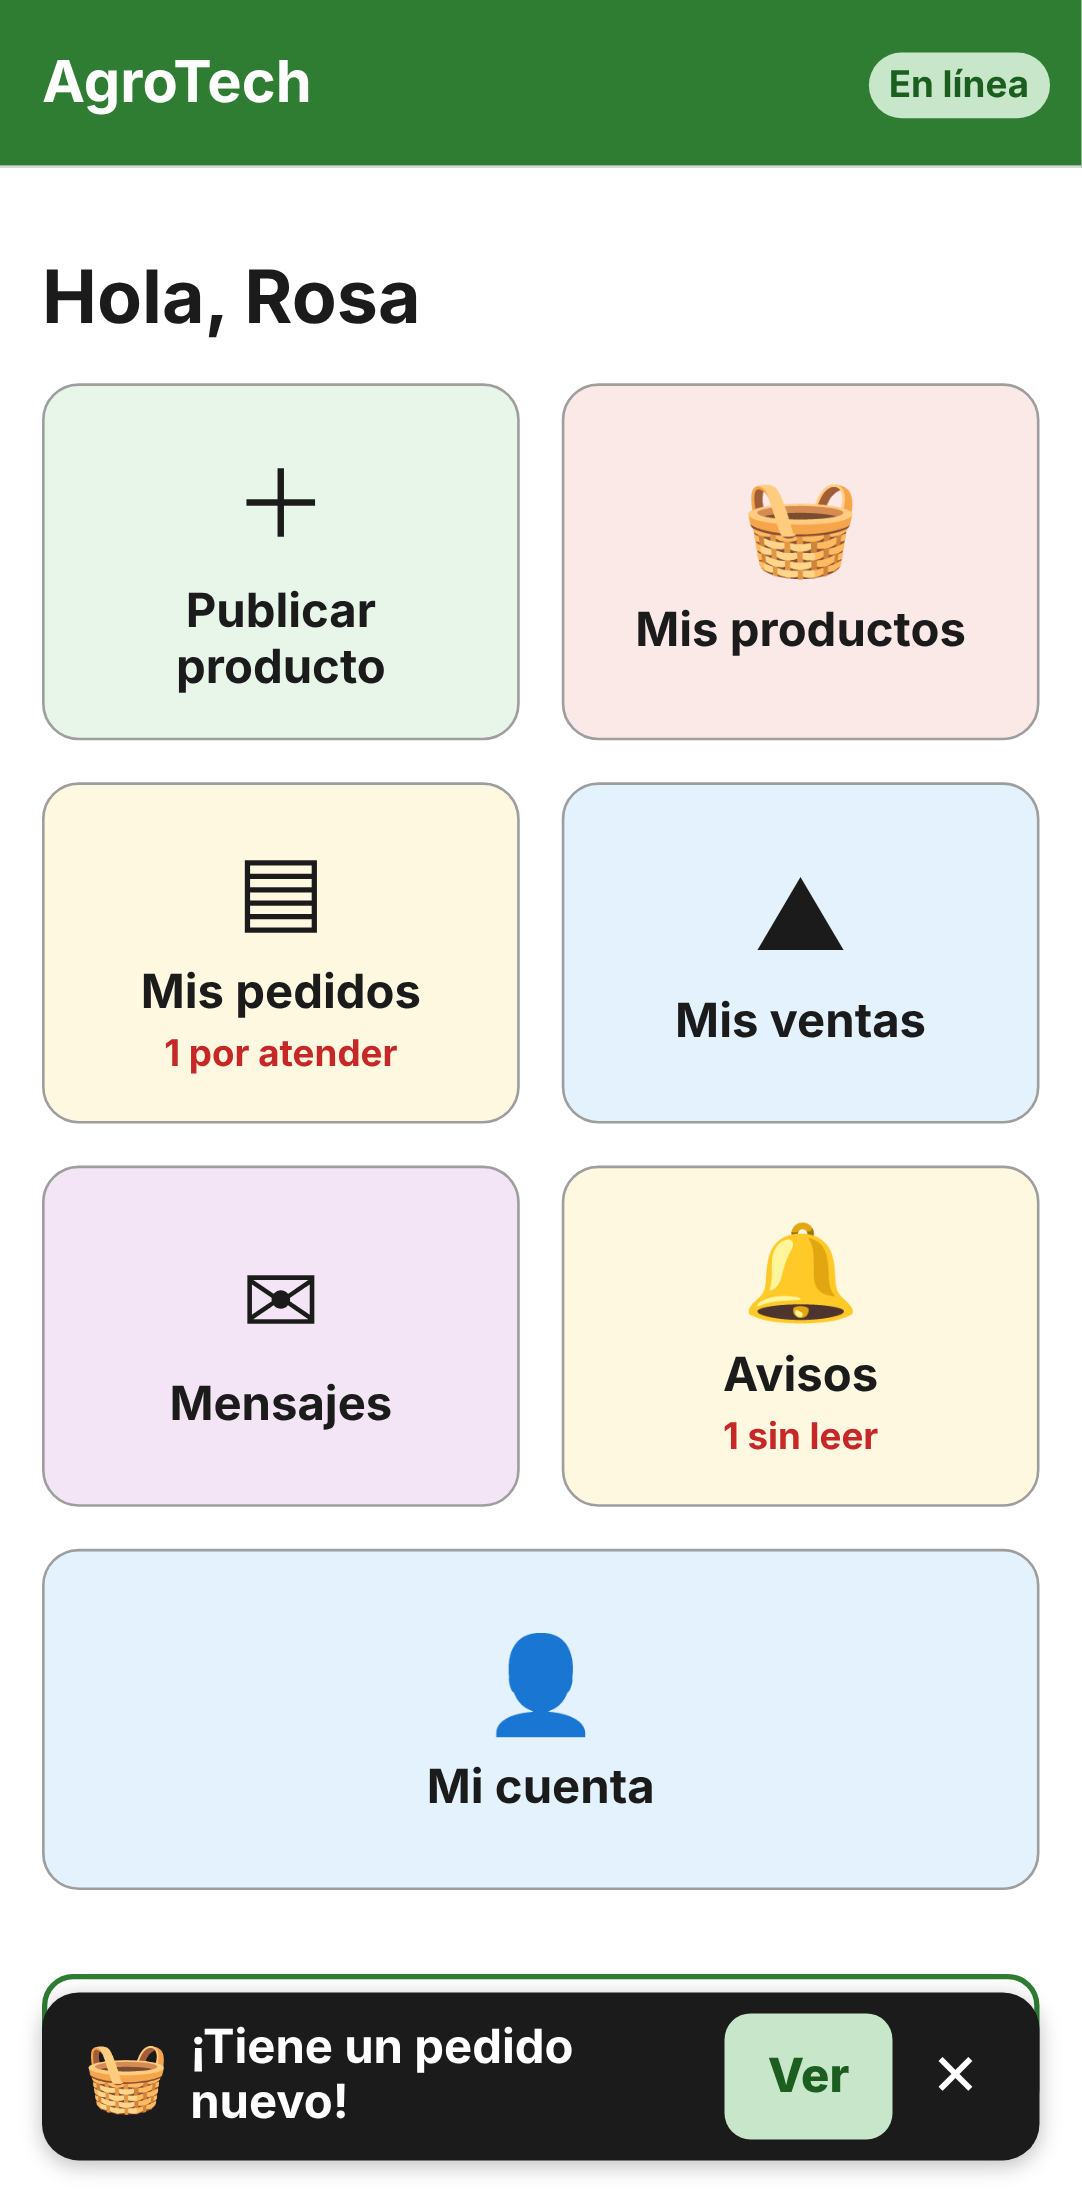 AgroTech
En línea
Hola, Rosa
Publicar
producto
Mis productos
Mis pedidos
1 por atender
Mis ventas
Mensajes
Avisos
1 sin leer
Mi cuenta
¡Tiene un pedido
nuevo!
Ver